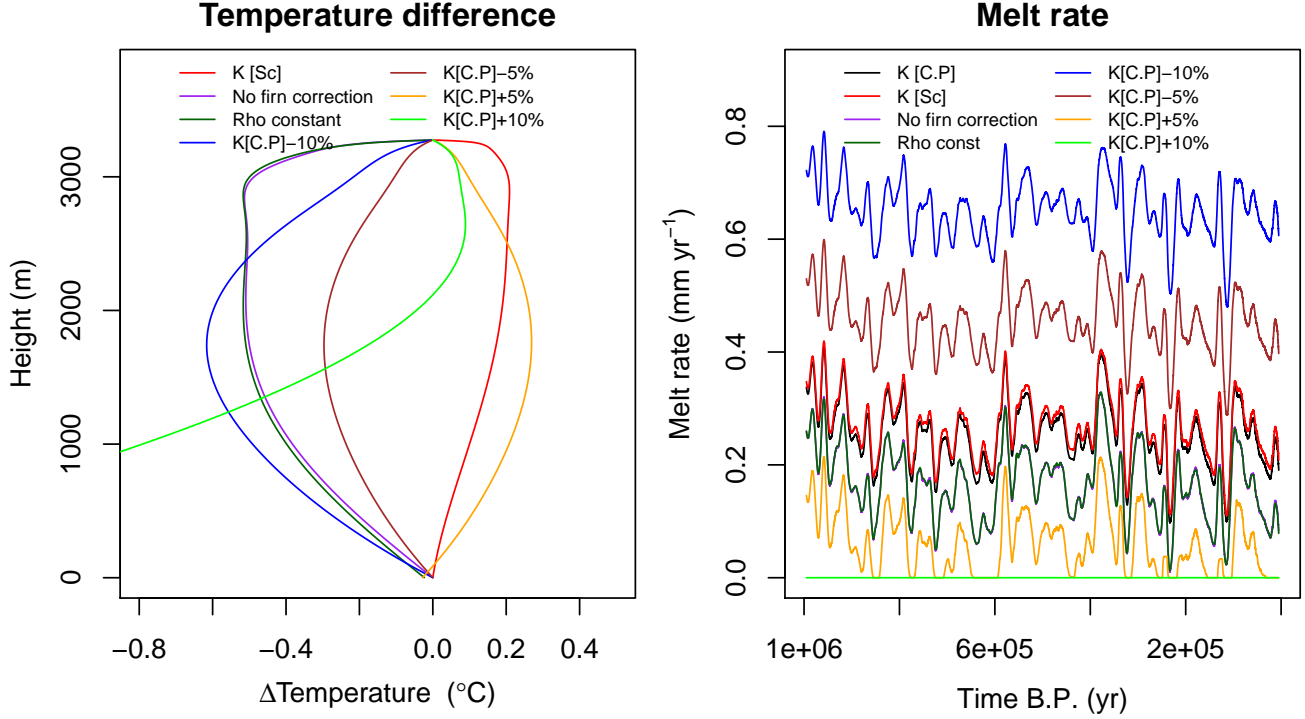 Temperature difference
K [Sc]
No firn correction
Rho constant
K[C.P]−10%
K[C.P]−5%
K[C.P]+5%
K[C.P]+10%
Height (m)
3000
2000
1000
0
−0.8
−0.4
0.0
0.2
0.4
ΔTemperature (°C)
Melt rate
K [C.P]
K [Sc]
No firn correction
Rho const
K[C.P]−10%
K[C.P]−5%
K[C.P]+5%
K[C.P]+10%
Melt rate (mm yr⁻¹)
0.8
0.6
0.4
0.2
0.0
1e+06
6e+05
2e+05
Time B.P. (yr)